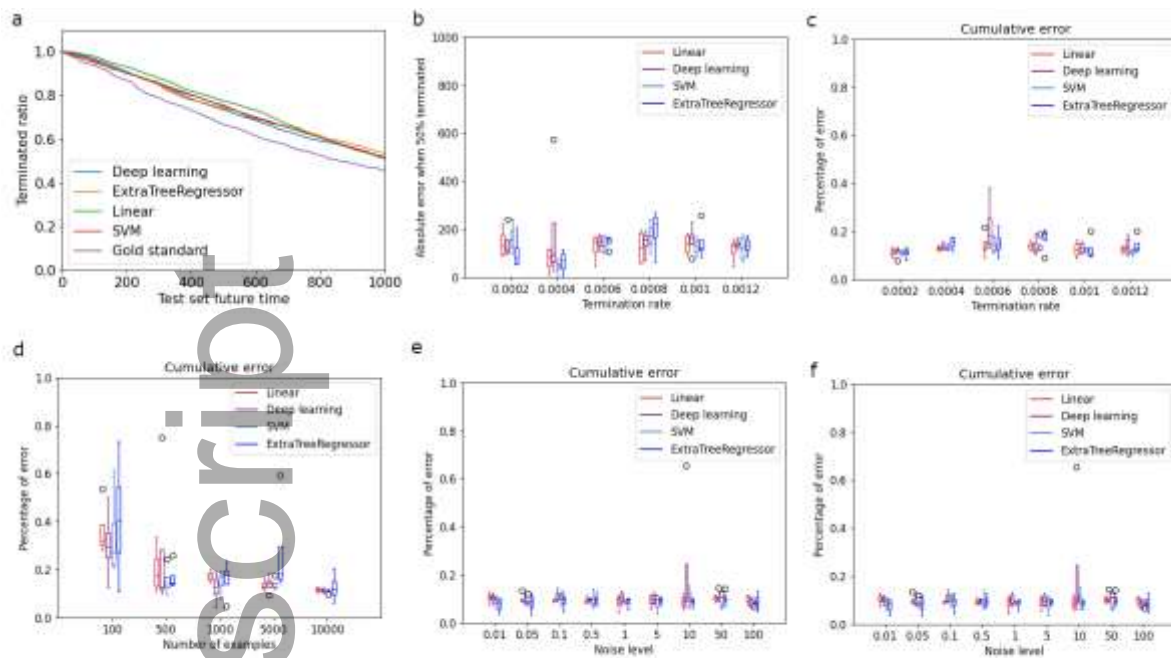 a
1.0
0.8
0.6
0.4
0.2
0.0
Terminated ratio
Deep learning
ExtraTreeRegressor
Linear
SVM
Gold standard
0 200 400 600 800 1000
Test set future time
b
1000
800
600
400
200
0
Absolute error when 50% terminated
Linear
Deep learning
SVM
ExtraTreeRegressor
0.0002 0.0004 0.0006 0.0008 0.001 0.0012
Termination rate
c
Cumulative error
1.0
0.8
0.6
0.4
0.2
0.0
Percentage of error
Linear
Deep learning
SVM
ExtraTreeRegressor
0.0002 0.0004 0.0006 0.0008 0.001 0.0012
Termination rate
d
Cumulative error
1.0
0.8
0.6
0.4
0.2
0.0
Percentage of error
Linear
Deep learning
SVM
ExtraTreeRegressor
100 500 1000 5000 10000
Number of examples
e
Cumulative error
1.0
0.8
0.6
0.4
0.2
0.0
Percentage of error
Linear
Deep learning
SVM
ExtraTreeRegressor
0.01 0.05 0.1 0.5 1 5 10 50 100
Noise level
f
Cumulative error
1.0
0.8
0.6
0.4
0.2
0.0
Percentage of error
Linear
Deep learning
SVM
ExtraTreeRegressor
0.01 0.05 0.1 0.5 1 5 10 50 100
Noise level
script